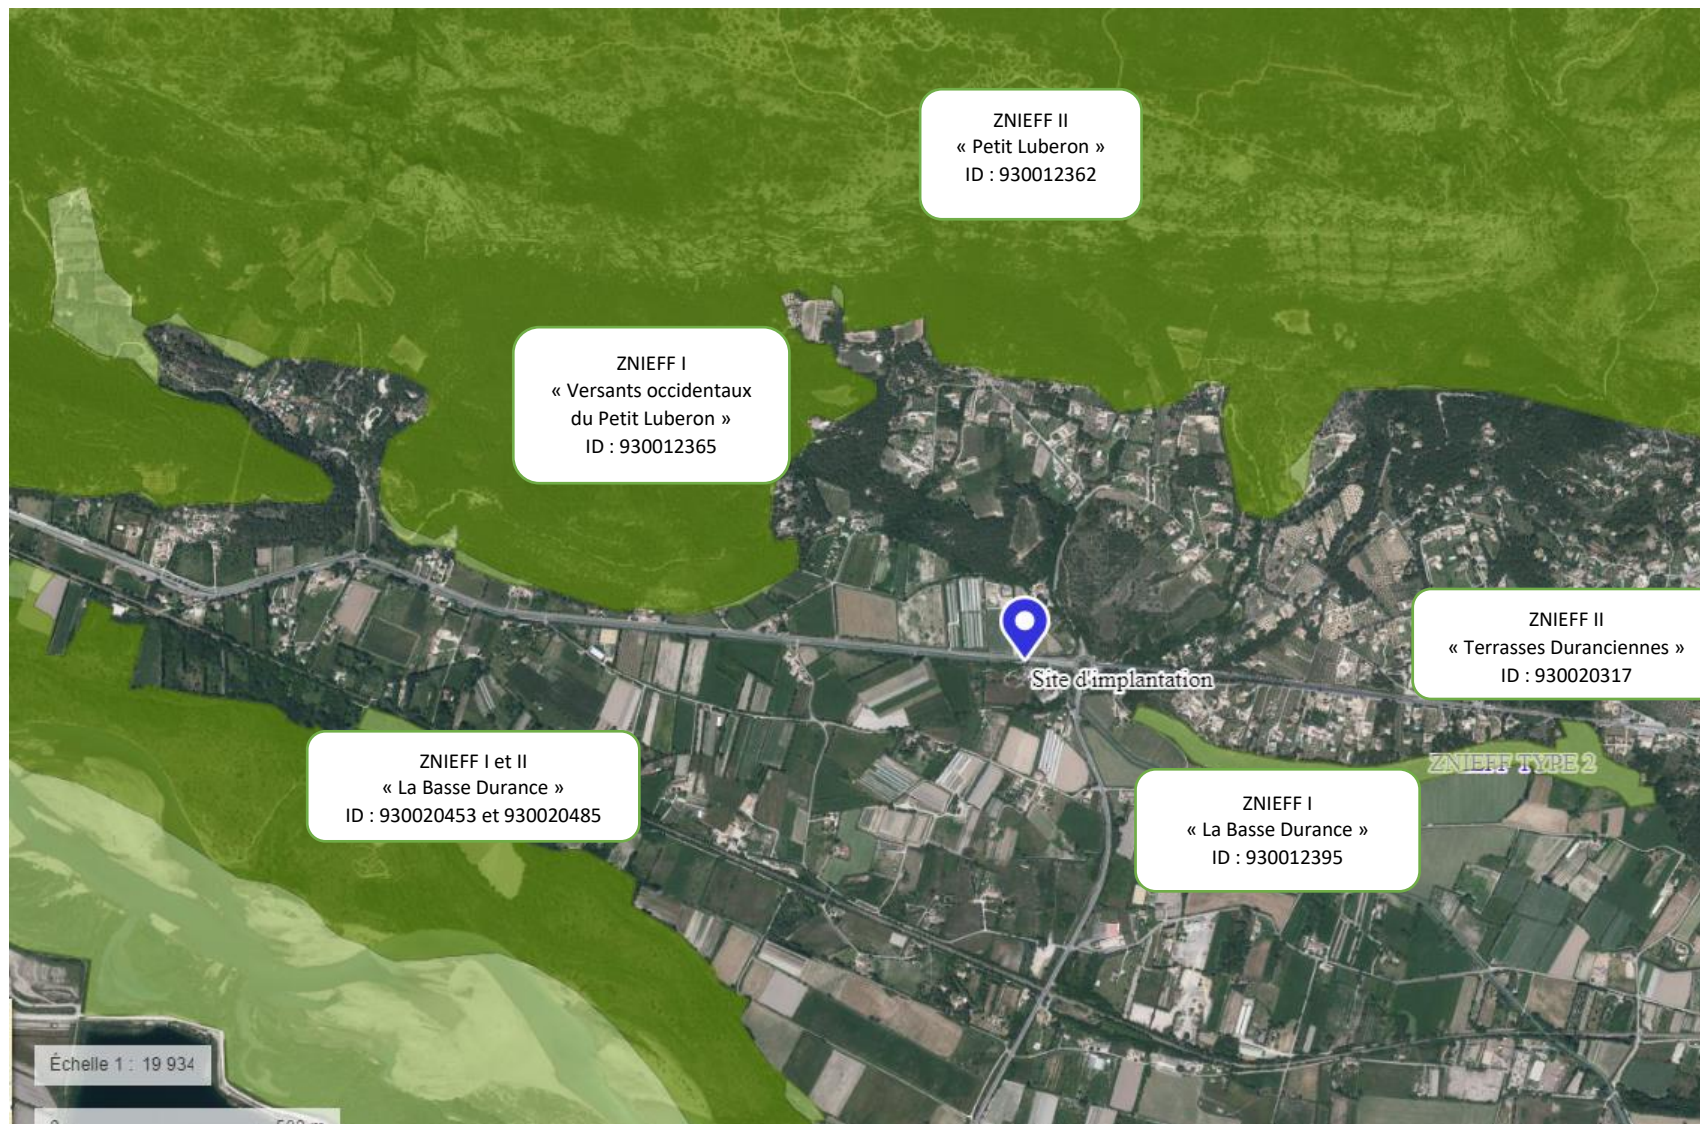 ZNIEFF II
« Petit Luberon »
ID : 930012362
ZNIEFF I
« Versants occidentaux
du Petit Luberon »
ID : 930012365
ZNIEFF II
« Terrasses Duranciennes »
ID : 930020317
Site d'implantation
ZNIEFF I et II
« La Basse Durance »
ID : 930020453 et 930020485
ZNIEFF TYPE 2
ZNIEFF I
« La Basse Durance »
ID : 930012395
Échelle 1 : 19 934